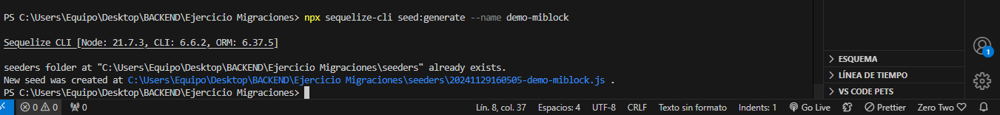 PS C:\Users\Equipo\Desktop\BACKEND\Ejercicio Migraciones> npx sequelize-cli seed:generate --name demo-miblock
Sequelize CLI [Node: 21.7.3, CLI: 6.6.2, ORM: 6.37.5]
seeders folder at "C:\Users\Equipo\Desktop\BACKEND\Ejercicio Migraciones\seeders" already exists.
New seed was created at C:\Users\Equipo\Desktop\BACKEND\Ejercicio Migraciones\seeders\20241129160505-demo-miblock.js .
PS C:\Users\Equipo\Desktop\BACKEND\Ejercicio Migraciones>
ESQUEMA
LÍNEA DE TIEMPO
VS CODE PETS
1
0 0 0 Lín. 8, col. 37 Espacios: 4 UTF-8 CRLF Texto sin formato Indents: 1 Go Live Prettier Zero Two